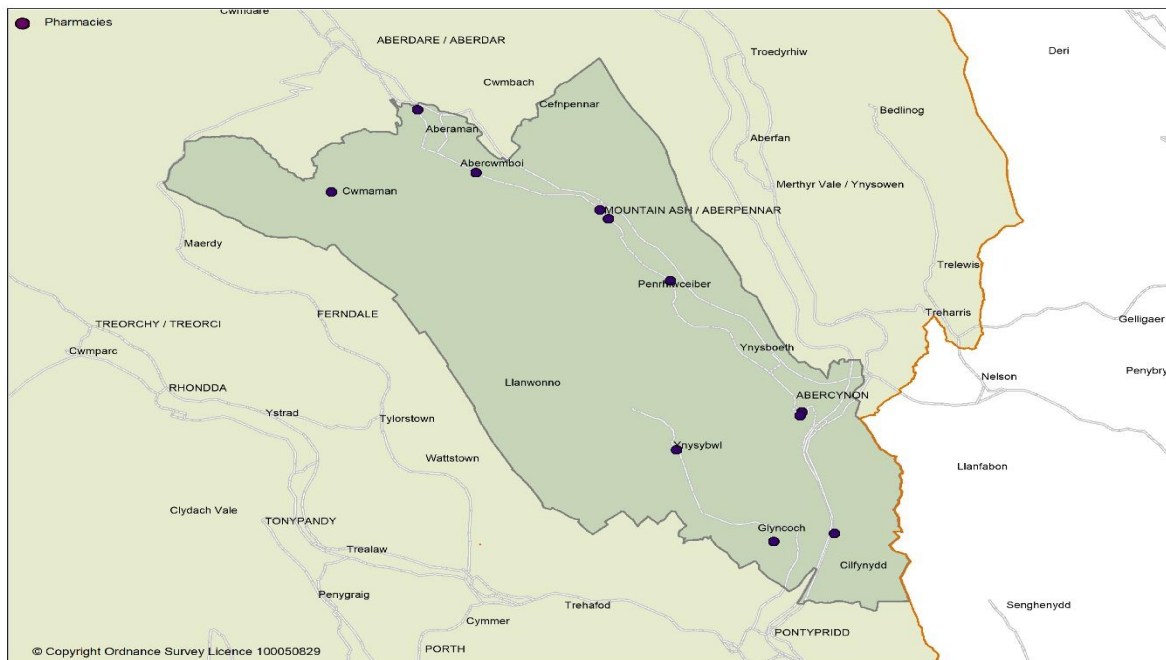 Pharmacies
Cwmdare
ABERDARE / ABERDAR
Troedyrhiw
Deri
Cwmbach
Cefnpennar
Bedlinog
Aberaman
Aberfan
Abercwmboi
Merthyr Vale / Ynysowen
Cwmaman
MOUNTAIN ASH / ABERPENNAR
Maerdy
Trelewis
Penrhiwceiber
FERNDALE
Treharris
Gelligaer
TREORCHY / TREORCI
Cwmparc
Ynysboeth
Nelson
Penybry
Llanwonno
RHONDDA
ABERCYNON
Ystrad
Tylorstown
Ynysybwl
Wattstown
Llanfabon
Clydach Vale
TONYPANDY
Glyncoch
Trealaw
Cilfynydd
Penygraig
Trehafod
Senghenydd
Cymmer
PONTYPRIDD
PORTH
© Copyright Ordnance Survey Licence 100050829